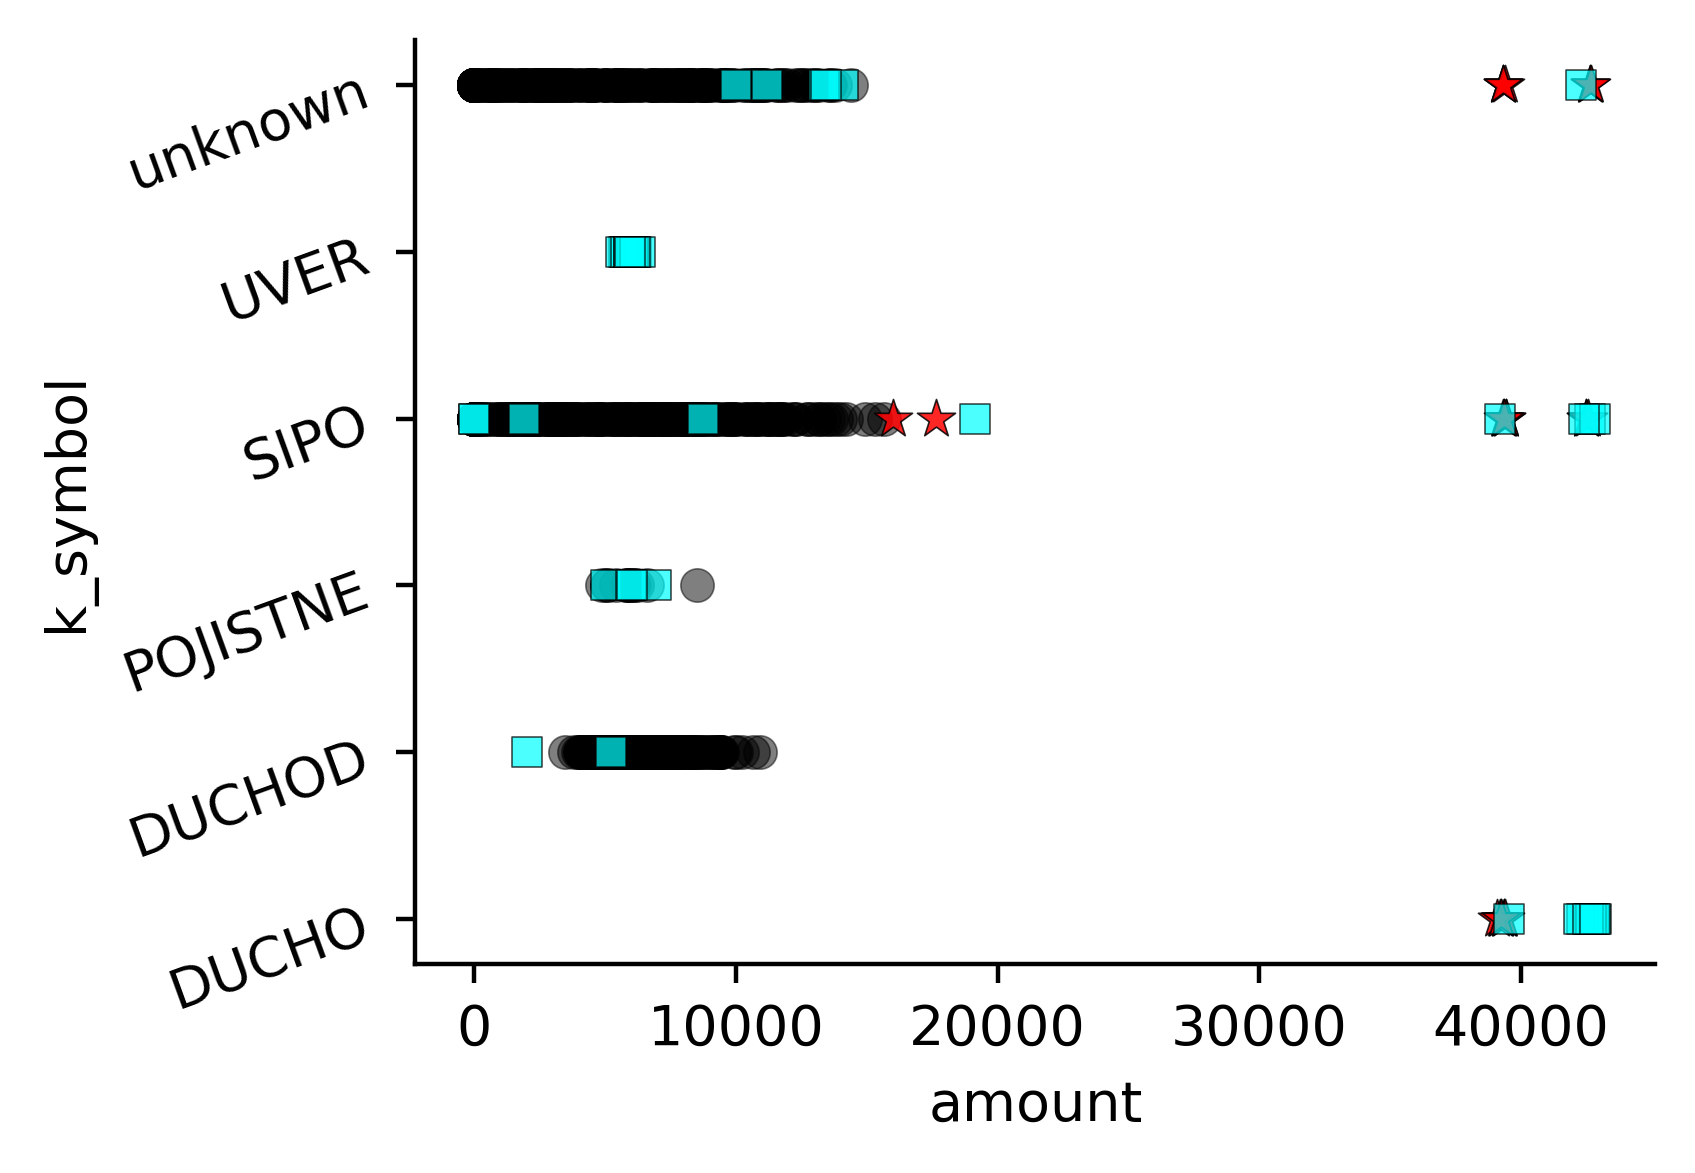 unknown
UVER
SIPO
POJISTNE
DUCHOD
DUCHO
k_symbol
0 10000 20000 30000 40000
amount